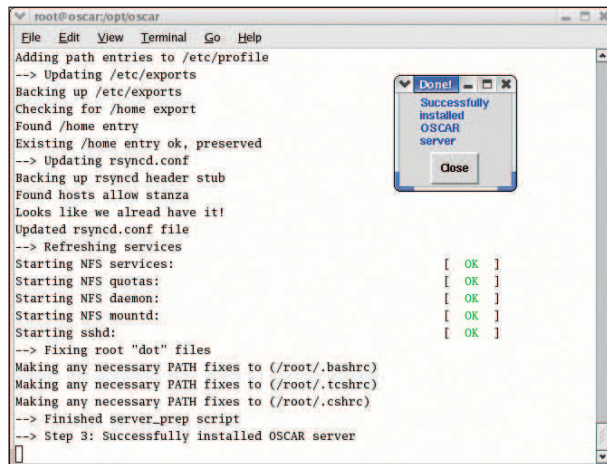 root@oscar:/opt/oscar
File Edit View Terminal Go Help
Adding path entries to /etc/profile
--> Updating /etc/exports
Backing up /etc/exports
Checking for /home export
Found /home entry
Existing /home entry ok, preserved
--> Updating rsyncd.conf
Backing up rsyncd header stub
Found hosts allow stanza
Looks like we alread have it!
Updated rsyncd.conf file
--> Refreshing services
Starting NFS services: [ OK ]
Starting NFS quotas: [ OK ]
Starting NFS daemon: [ OK ]
Starting NFS mountd: [ OK ]
Starting sshd: [ OK ]
--> Fixing root "dot" files
Making any necessary PATH fixes to (/root/.bashrc)
Making any necessary PATH fixes to (/root/.tcshrc)
Making any necessary PATH fixes to (/root/.cshrc)
--> Finished server_prep script
--> Step 3: Successfully installed OSCAR server
Done!
Successfully
installed
OSCAR
server
Close